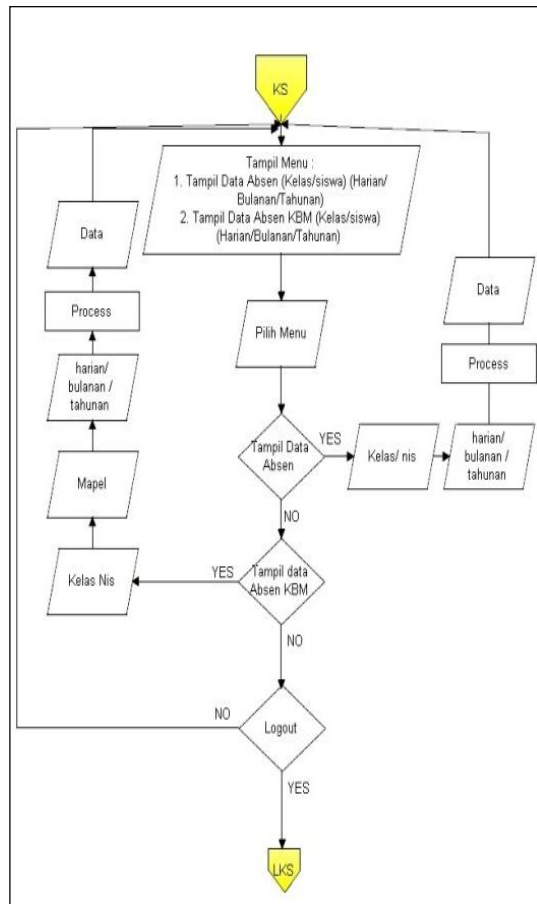 KS
Tampil Menu :
1. Tampil Data Absen (Kelas/siswa) (Harian/
Bulanan/Tahunan)
2. Tampil Data Absen KBM (Kelas/siswa)
(Harian/Bulanan/Tahunan)
Pilih Menu
Tampil Data
Absen
YES
Kelas/ nis
harian/
bulanan /
tahunan
Process
Data
NO
Tampil data
Absen KBM
YES
Kelas Nis
Mapel
harian/
bulanan /
tahunan
Process
Data
NO
Logout
NO
YES
LKS